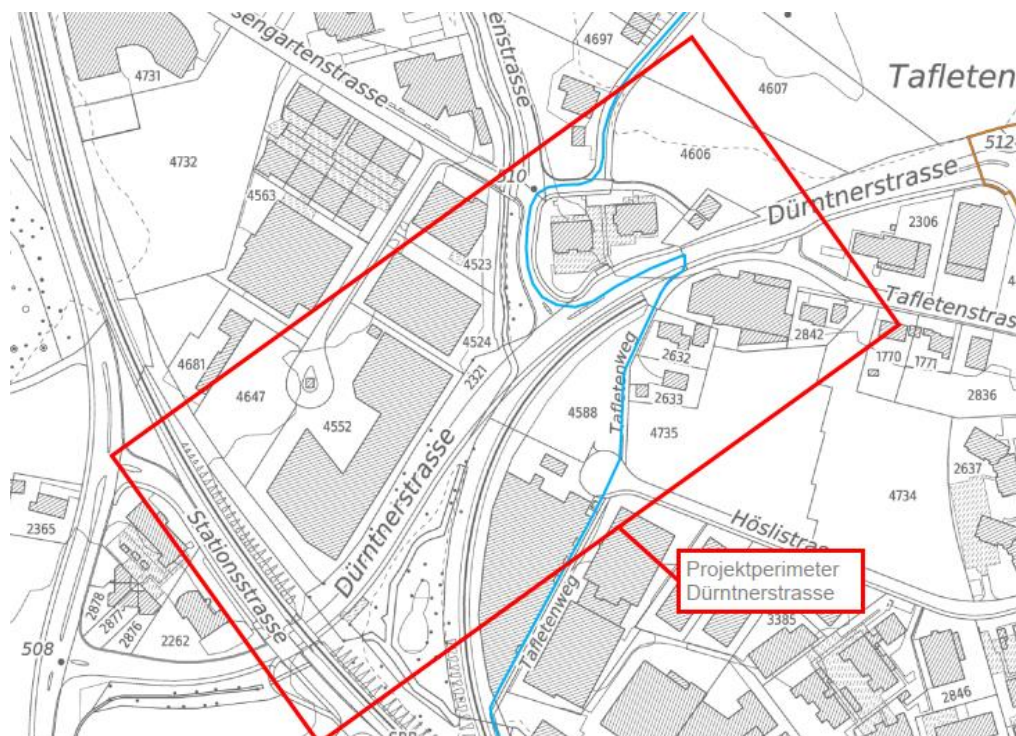 4697
sengartenstrasse
enstrasse
4731
4607
Tafleten
512
4732
4606
Dürntnerstrasse
510
4563
2306
4523
Tafletenstras
4681
4524
2842
2632
1770
1771
4647
2321
Tafletenweg
2633
2836
4552
4588
4735
Dürntnerstrasse
2637
2365
4734
Stationsstrasse
Höslistra
Projektperimeter
Dürntnerstrasse
2878
2877
2876
Tafletenweg
2262
3385
508
2846